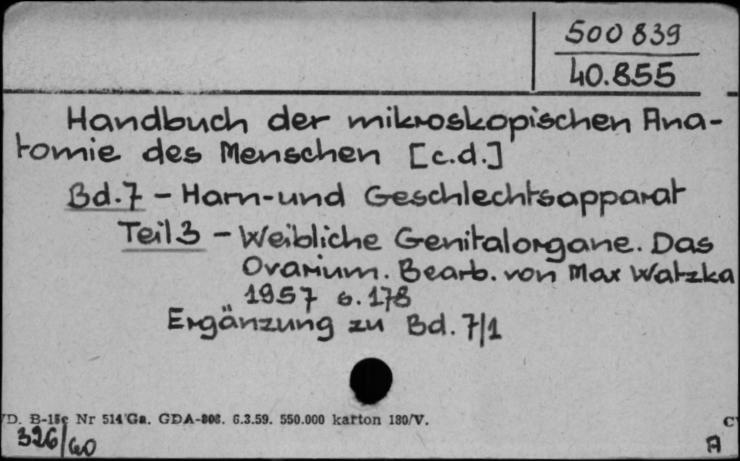 500 839
40.855
Handbuch der mikroskopischen Ana-
tomie des Menschen [c.d.]
Bd. 7 – Harn-und Geschlechtsapparat
Teil 3 – Weibliche Genitalorgane. Das
Ovarium. Bearb. von Max Watzka
1957 s. 178
Ergänzung zu Bd. 7/1
D. B-15c Nr 514 Ga. GDA-808. 6.3.59. 550.000 karton 180/V.
326/60
A